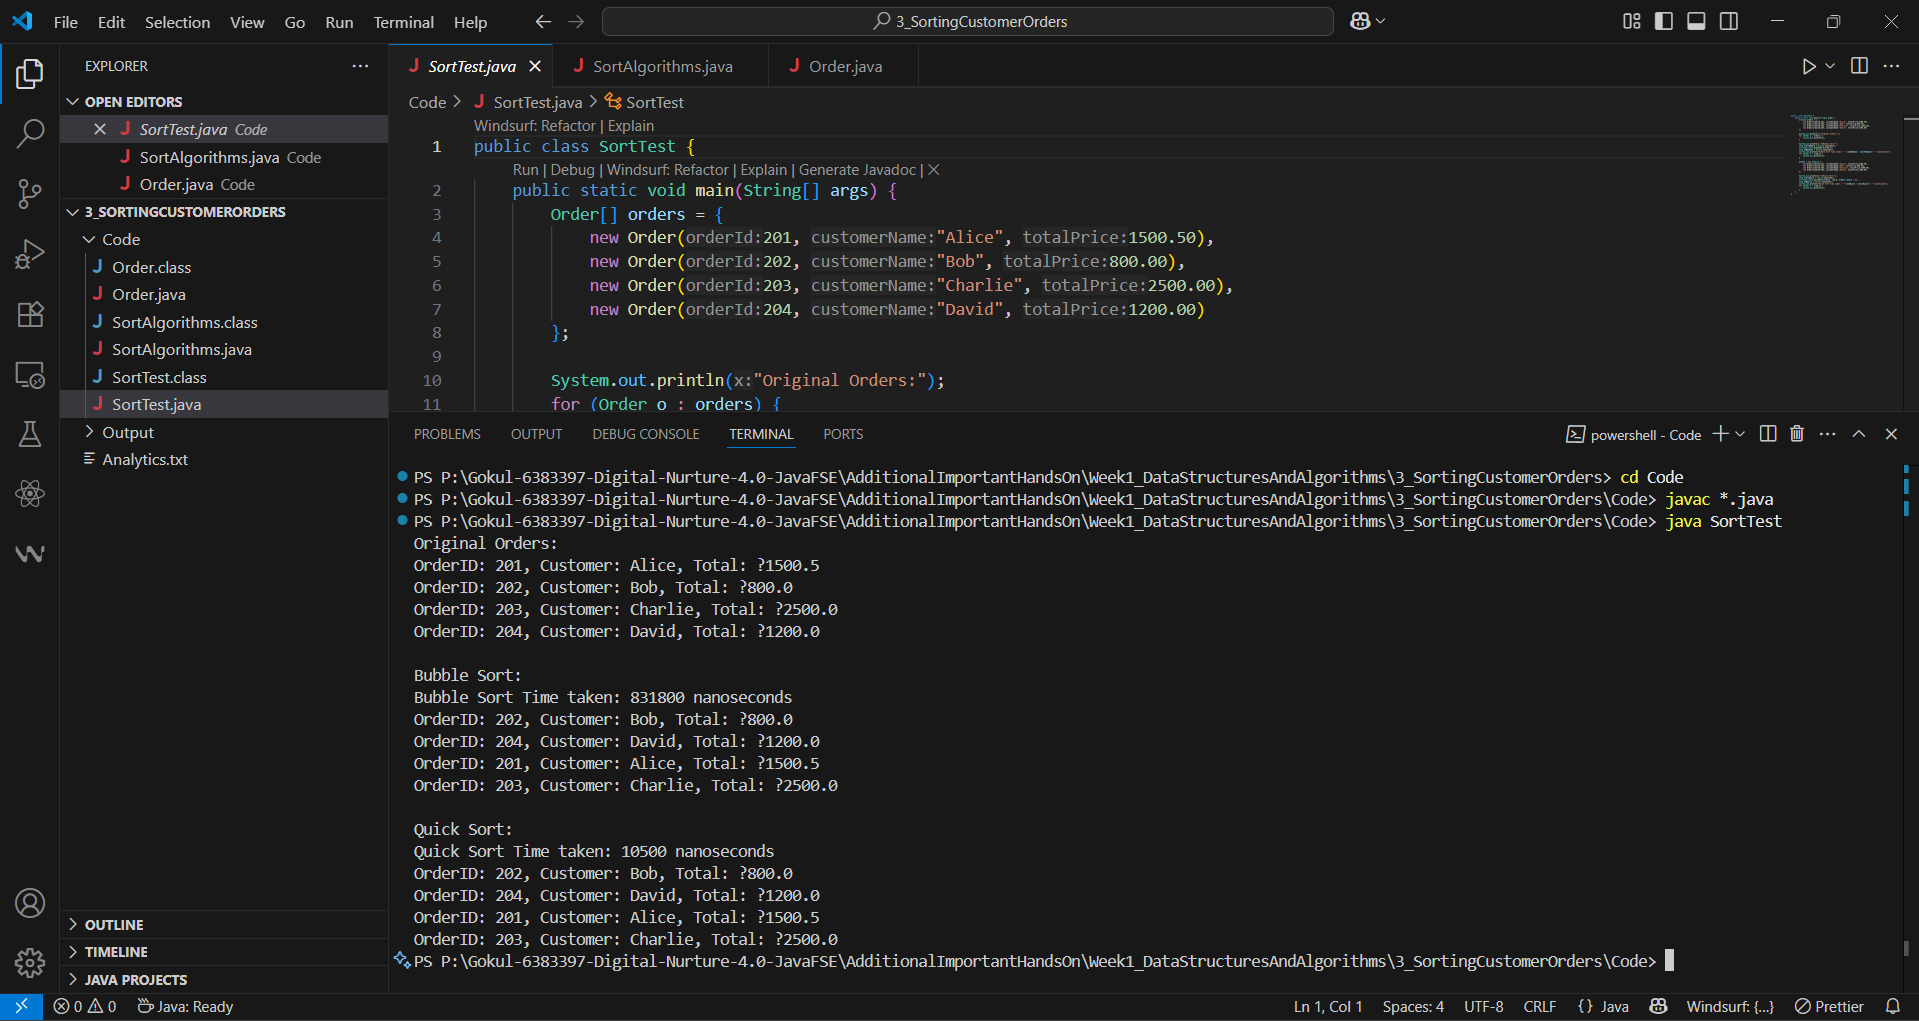 File Edit Selection View Go Run Terminal Help
3_SortingCustomerOrders
EXPLORER
OPEN EDITORS
SortTest.java Code
SortAlgorithms.java Code
Order.java Code
3_SORTINGCUSTOMERORDERS
Code
Order.class
Order.java
SortAlgorithms.class
SortAlgorithms.java
SortTest.class
SortTest.java
Output
Analytics.txt
OUTLINE
TIMELINE
JAVA PROJECTS
SortTest.java SortAlgorithms.java Order.java
Code > SortTest.java > SortTest
Windsurf: Refactor | Explain
1 public class SortTest {
Run | Debug | Windsurf: Refactor | Explain | Generate Javadoc | X
2 public static void main(String[] args) {
3 Order[] orders = {
4 new Order(orderId:201, customerName:"Alice", totalPrice:1500.50),
5 new Order(orderId:202, customerName:"Bob", totalPrice:800.00),
6 new Order(orderId:203, customerName:"Charlie", totalPrice:2500.00),
7 new Order(orderId:204, customerName:"David", totalPrice:1200.00)
8 };
9
10 System.out.println(x:"Original Orders:");
11 for (Order o : orders) {
PROBLEMS OUTPUT DEBUG CONSOLE TERMINAL PORTS
powershell - Code
PS P:\Gokul-6383397-Digital-Nurture-4.0-JavaFSE\AdditionalImportantHandsOn\Week1_DataStructuresAndAlgorithms\3_SortingCustomerOrders> cd Code
PS P:\Gokul-6383397-Digital-Nurture-4.0-JavaFSE\AdditionalImportantHandsOn\Week1_DataStructuresAndAlgorithms\3_SortingCustomerOrders\Code> javac *.java
PS P:\Gokul-6383397-Digital-Nurture-4.0-JavaFSE\AdditionalImportantHandsOn\Week1_DataStructuresAndAlgorithms\3_SortingCustomerOrders\Code> java SortTest
Original Orders:
OrderID: 201, Customer: Alice, Total: ?1500.5
OrderID: 202, Customer: Bob, Total: ?800.0
OrderID: 203, Customer: Charlie, Total: ?2500.0
OrderID: 204, Customer: David, Total: ?1200.0
Bubble Sort:
Bubble Sort Time taken: 831800 nanoseconds
OrderID: 202, Customer: Bob, Total: ?800.0
OrderID: 204, Customer: David, Total: ?1200.0
OrderID: 201, Customer: Alice, Total: ?1500.5
OrderID: 203, Customer: Charlie, Total: ?2500.0
Quick Sort:
Quick Sort Time taken: 10500 nanoseconds
OrderID: 202, Customer: Bob, Total: ?800.0
OrderID: 204, Customer: David, Total: ?1200.0
OrderID: 201, Customer: Alice, Total: ?1500.5
OrderID: 203, Customer: Charlie, Total: ?2500.0
PS P:\Gokul-6383397-Digital-Nurture-4.0-JavaFSE\AdditionalImportantHandsOn\Week1_DataStructuresAndAlgorithms\3_SortingCustomerOrders\Code>
0 0 Java: Ready Ln 1, Col 1 Spaces: 4 UTF-8 CRLF {} Java Windsurf: {...} Prettier